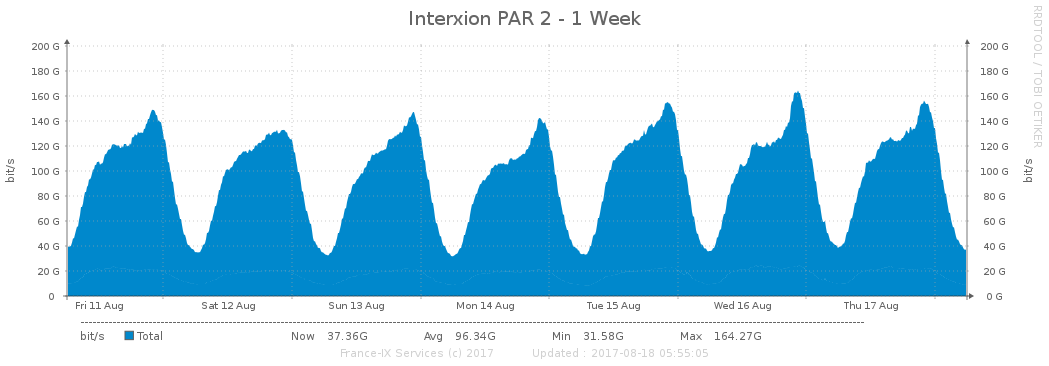 Interxion PAR 2 - 1 Week
RRDTOOL / TOBI OETIKER
200 G 200 G
180 G 180 G
160 G 160 G
140 G 140 G
120 G 120 G
100 G 100 G
80 G 80 G
60 G 60 G
40 G 40 G
20 G 20 G
0 0 G
bit/s
bit/s
Fri 11 Aug Sat 12 Aug Sun 13 Aug Mon 14 Aug Tue 15 Aug Wed 16 Aug Thu 17 Aug
bit/s Total Now 37.36G Avg 96.34G Min 31.58G Max 164.27G
France-IX Services (c) 2017 Updated : 2017-08-18 05:55:05